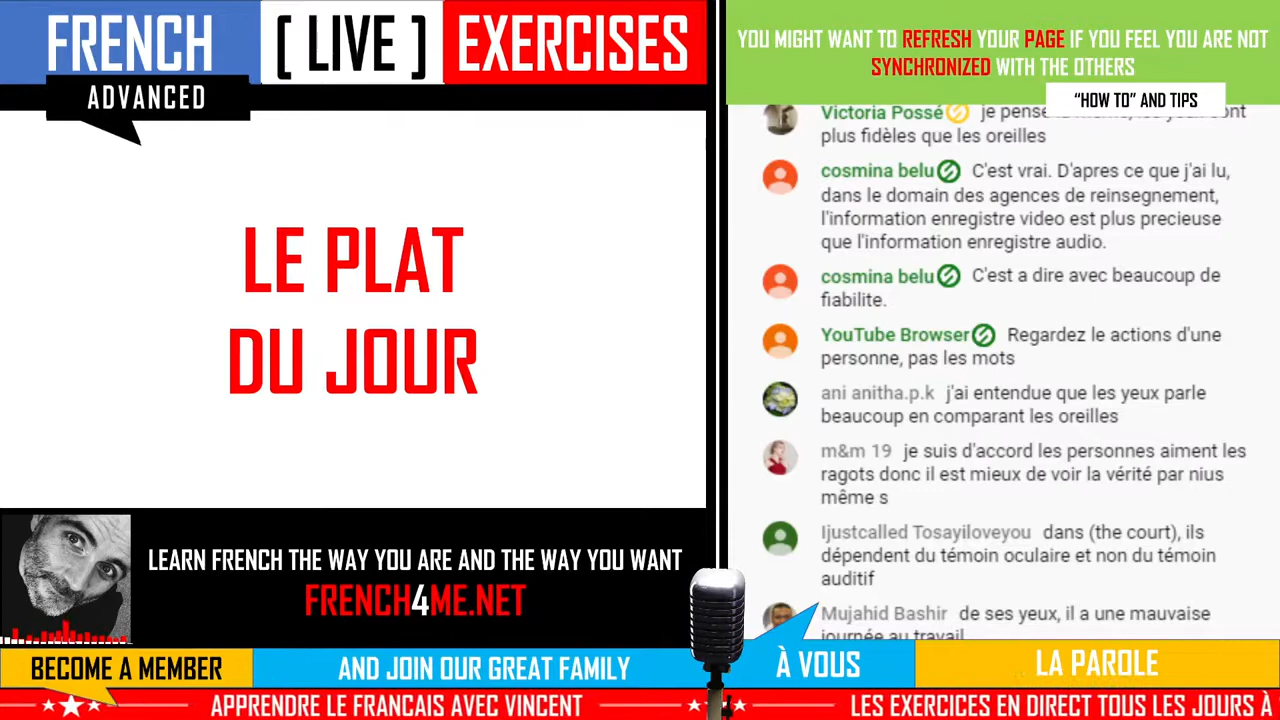 FRENCH [ LIVE ] EXERCISES
ADVANCED
LE PLAT
DU JOUR
LEARN FRENCH THE WAY YOU ARE AND THE WAY YOU WANT
FRENCH4ME.NET
BECOME A MEMBER
AND JOIN OUR GREAT FAMILY
YOU MIGHT WANT TO REFRESH YOUR PAGE IF YOU FEEL YOU ARE NOT
SYNCHRONIZED WITH THE OTHERS
“HOW TO” AND TIPS
Victoria Possé je
plus fidèles que les oreilles
cosmina belu C'est vrai. D'apres ce que j'ai lu,
dans le domain des agences de reinsegnement,
l'information enregistre video est plus precieuse
que l'information enregistre audio.
cosmina belu C'est a dire avec beaucoup de
fiabilite.
YouTube Browser Regardez le actions d'une
personne, pas les mots
ani anitha.p.k j'ai entendue que les yeux parle
beaucoup en comparant les oreilles
m&m 19 je suis d'accord les personnes aiment les
ragots donc il est mieux de voir la vérité par nius
même s
Ijustcalled Tosayiloveyou dans (the court), ils
dépendent du témoin oculaire et non du témoin
auditif
Mujahid Bashir de ses yeux, il a une mauvaise
journée au travail
À VOUS
LA PAROLE
APPRENDRE LE FRANCAIS AVEC VINCENT
LES EXERCICES EN DIRECT TOUS LES JOURS À